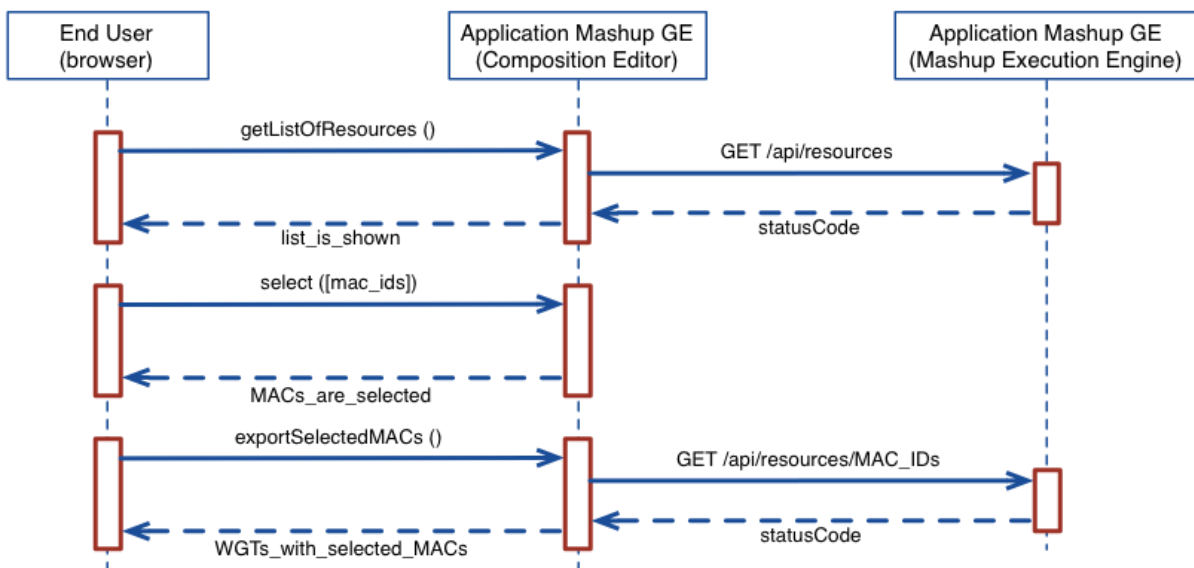 End User
(browser)
Application Mashup GE
(Composition Editor)
Application Mashup GE
(Mashup Execution Engine)
getListOfResources ()
GET /api/resources
statusCode
list_is_shown
select ([mac_ids])
MACs_are_selected
exportSelectedMACs ()
GET /api/resources/MAC_IDs
statusCode
WGTs_with_selected_MACs